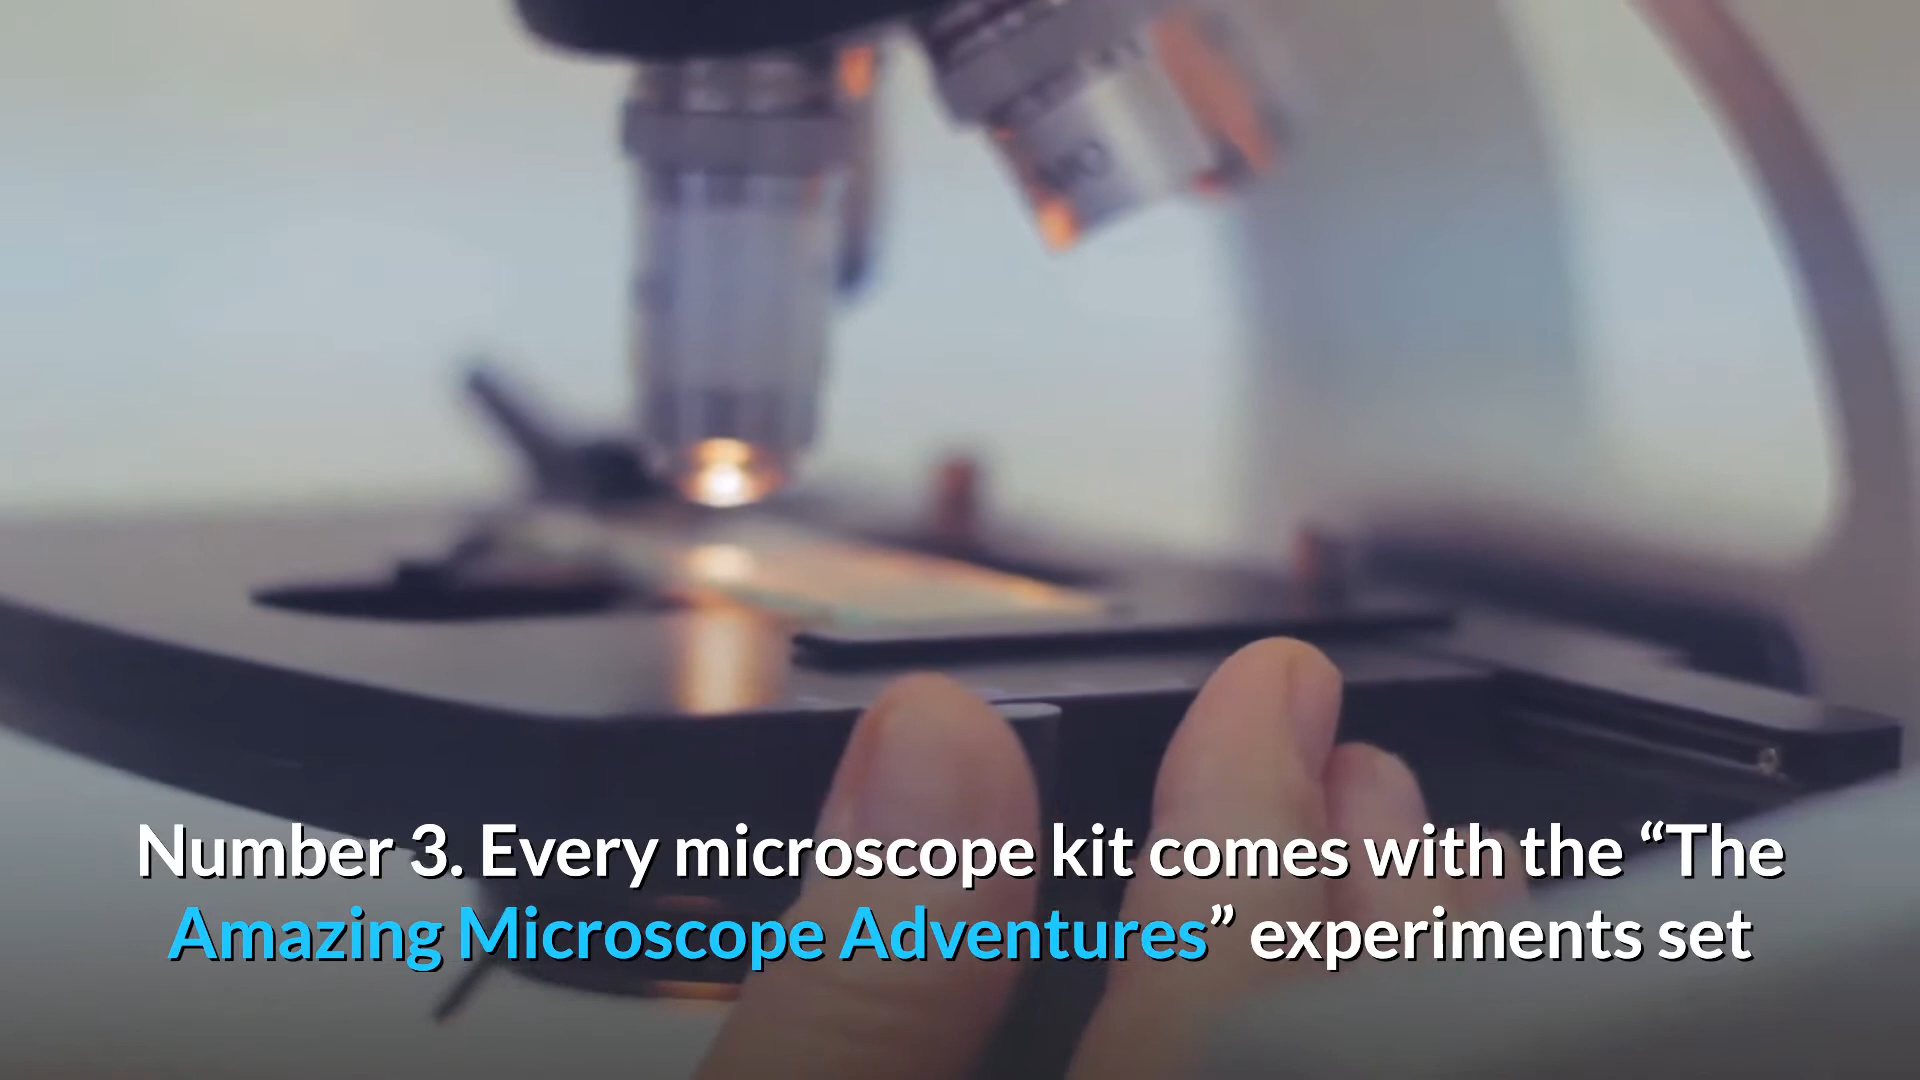 Number 3. Every microscope kit comes with the “The
Amazing Microscope Adventures” experiments set